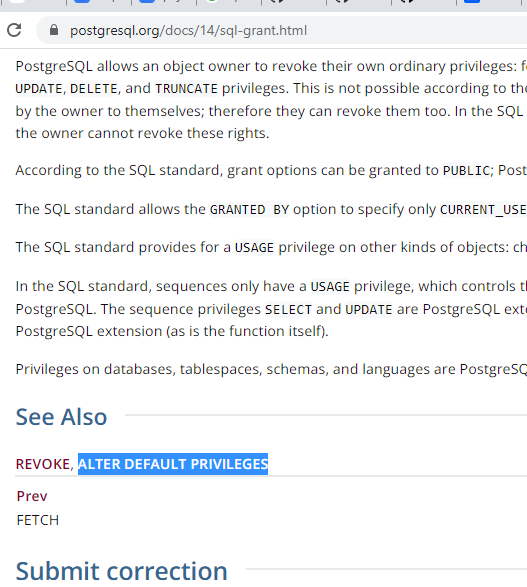 postgresql.org/docs/14/sql-grant.html
PostgreSQL allows an object owner to revoke their own ordinary privileges:
UPDATE, DELETE, and TRUNCATE privileges. This is not possible according to
by the owner to themselves; therefore they can revoke them too. In the SQL
the owner cannot revoke these rights.
According to the SQL standard, grant options can be granted to PUBLIC;
The SQL standard allows the GRANTED BY option to specify only
The SQL standard provides for a USAGE privilege on other kinds of objects:
In the SQL standard, sequences only have a USAGE privilege, which controls
PostgreSQL. The sequence privileges SELECT and UPDATE are PostgreSQL
PostgreSQL extension (as is the function itself).
Privileges on databases, tablespaces, schemas, and languages are
See Also
REVOKE, ALTER DEFAULT PRIVILEGES
Prev
FETCH
Submit correction